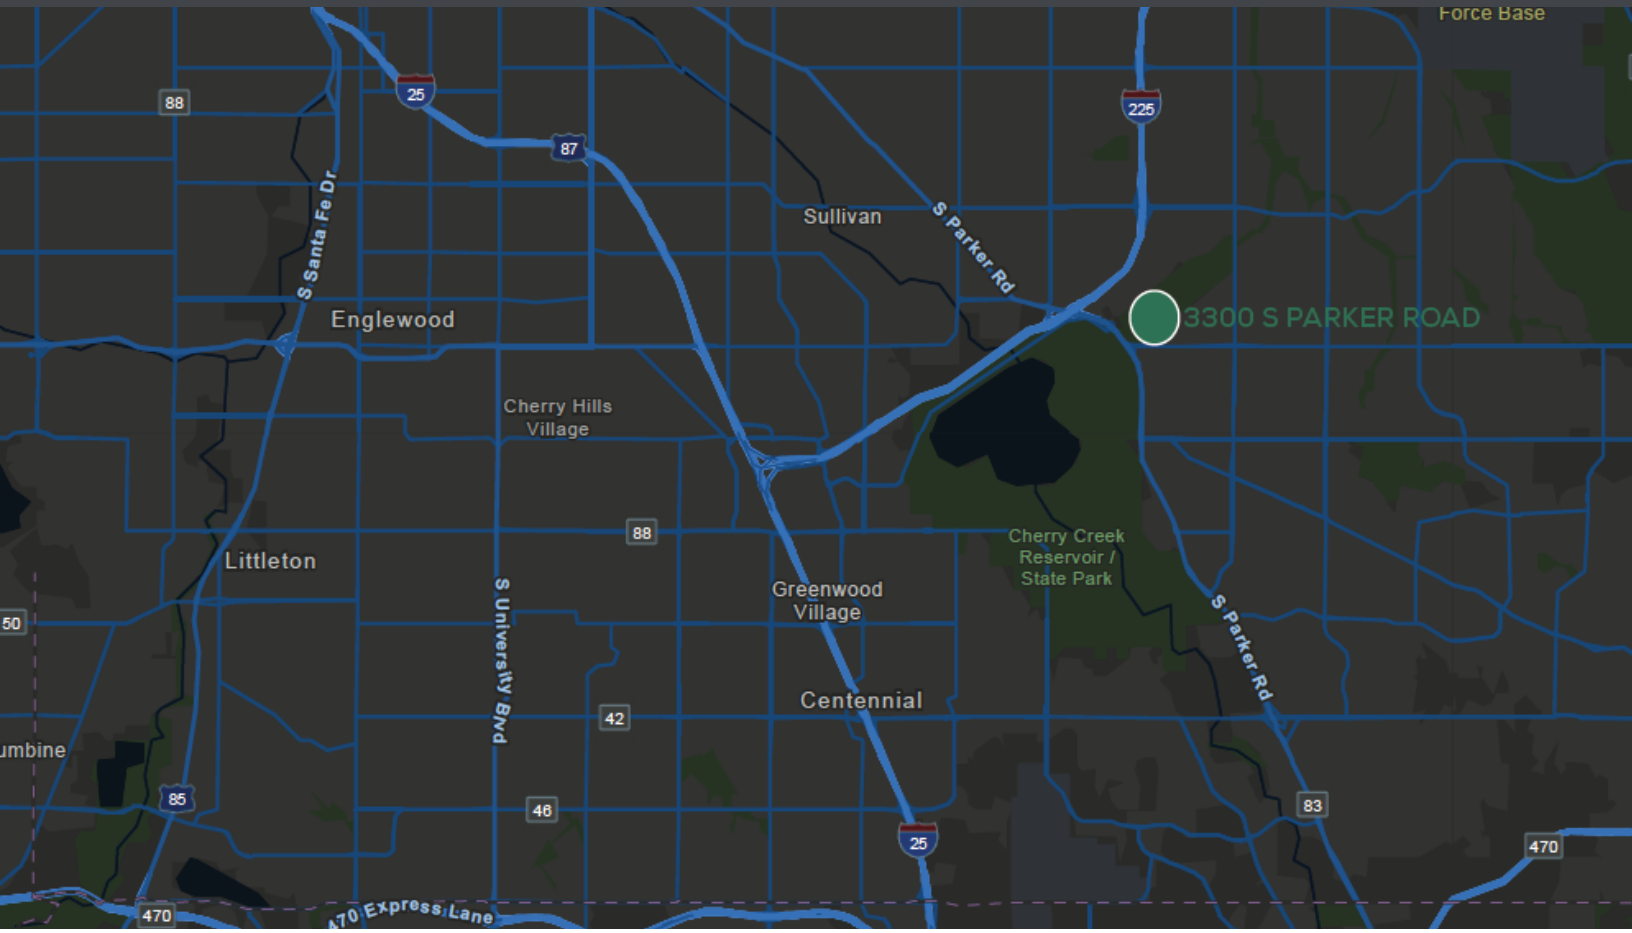 Force Base
88
25
225
87
S Santa Fe Dr
Sullivan
S Parker Rd
Englewood
3300 S PARKER ROAD
Cherry Hills
Village
88
Cherry Creek
Reservoir /
State Park
Littleton
Greenwood
Village
50
S University Blvd
S Parker Rd
Centennial
42
umbine
85
46
83
25
470
470
470 Express Lane